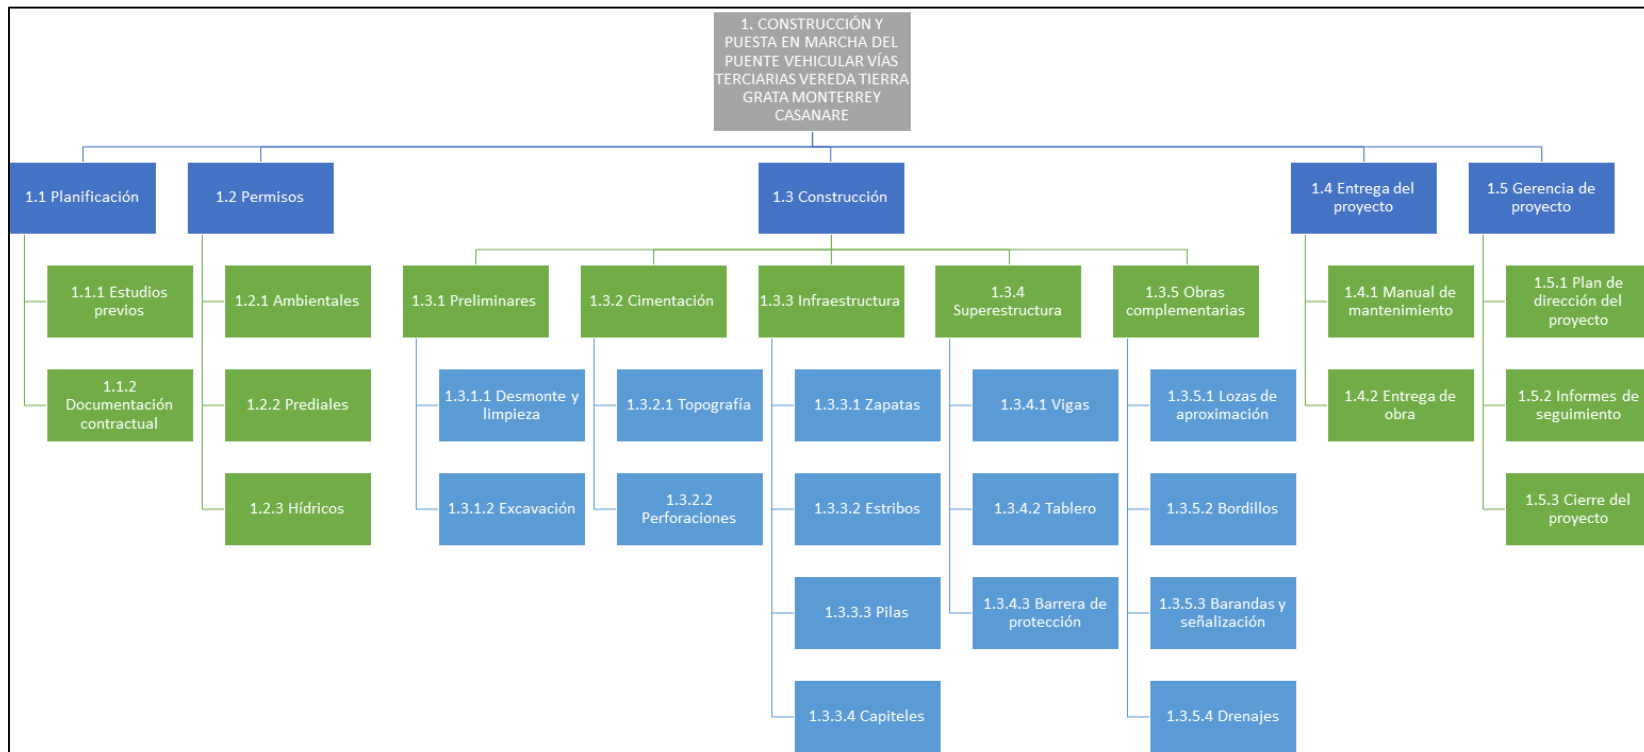 1. CONSTRUCCIÓN Y
PUESTA EN MARCHA DEL
PUENTE VEHICULAR VÍAS
TERCIARIAS VEREDA TIERRA
GRATA MONTERREY
CASANARE
1.1 Planificación
1.2 Permisos
1.3 Construcción
1.4 Entrega del
proyecto
1.5 Gerencia de
proyecto
1.1.1 Estudios
previos
1.1.2
Documentación
contractual
1.2.1 Ambientales
1.2.2 Prediales
1.2.3 Hídricos
1.3.1 Preliminares
1.3.1.1 Desmonte y
limpieza
1.3.1.2 Excavación
1.3.2 Cimentación
1.3.2.1 Topografía
1.3.2.2
Perforaciones
1.3.3 Infraestructura
1.3.3.1 Zapatas
1.3.3.2 Estribos
1.3.3.3 Pilas
1.3.3.4 Capiteles
1.3.4
Superestructura
1.3.4.1 Vigas
1.3.4.2 Tablero
1.3.4.3 Barrera de
protección
1.3.5 Obras
complementarias
1.3.5.1 Lozas de
aproximación
1.3.5.2 Bordillos
1.3.5.3 Barandas y
señalización
1.3.5.4 Drenajes
1.4.1 Manual de
mantenimiento
1.4.2 Entrega de
obra
1.5.1 Plan de
dirección del
proyecto
1.5.2 Informes de
seguimiento
1.5.3 Cierre del
proyecto